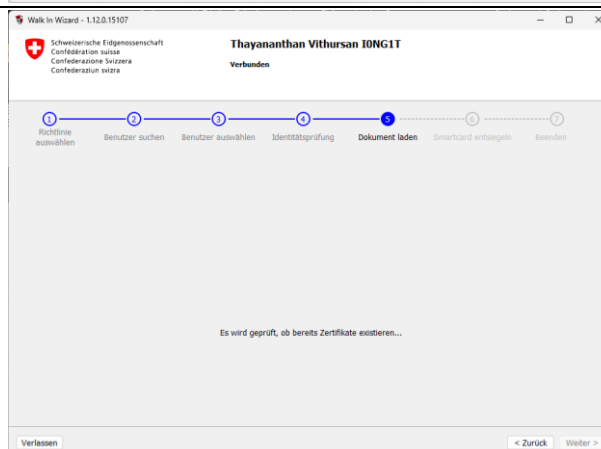 Walk In Wizard - 1.12.0.15107
Schweizerische Eidgenossenschaft
Confédération suisse
Confederazione Svizzera
Confederaziun svizra
Thayananthan Vithursan I0NG1T
Verbunden
1
2
3
4
5
6
7
Richtlinie
auswählen
Benutzer suchen
Benutzer auswählen
Identitätsprüfung
Dokument laden
Smartcard entsiegeln
Beenden
Es wird geprüft, ob bereits Zertifikate existieren...
Verlassen
< Zurück
Weiter >